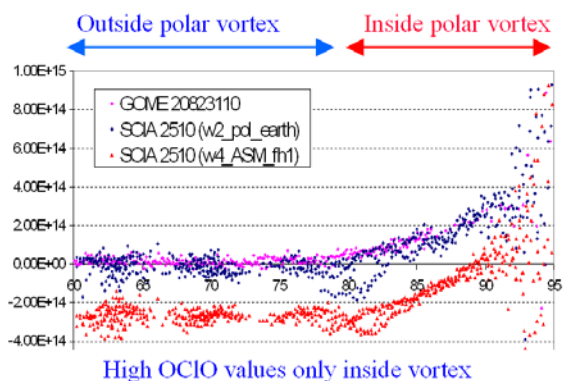 Outside polar vortex Inside polar vortex
1.00E+15
8.00E+14
6.00E+14
4.00E+14
2.00E+14
0.00E+00
-2.00E+14
-4.00E+14
GOME 20823110
SCIA 2510 (w2_pol_earth)
SCIA 2510 (w4_ASM_fh1)
60 65 70 75 80 85 90 95
High OClO values only inside vortex